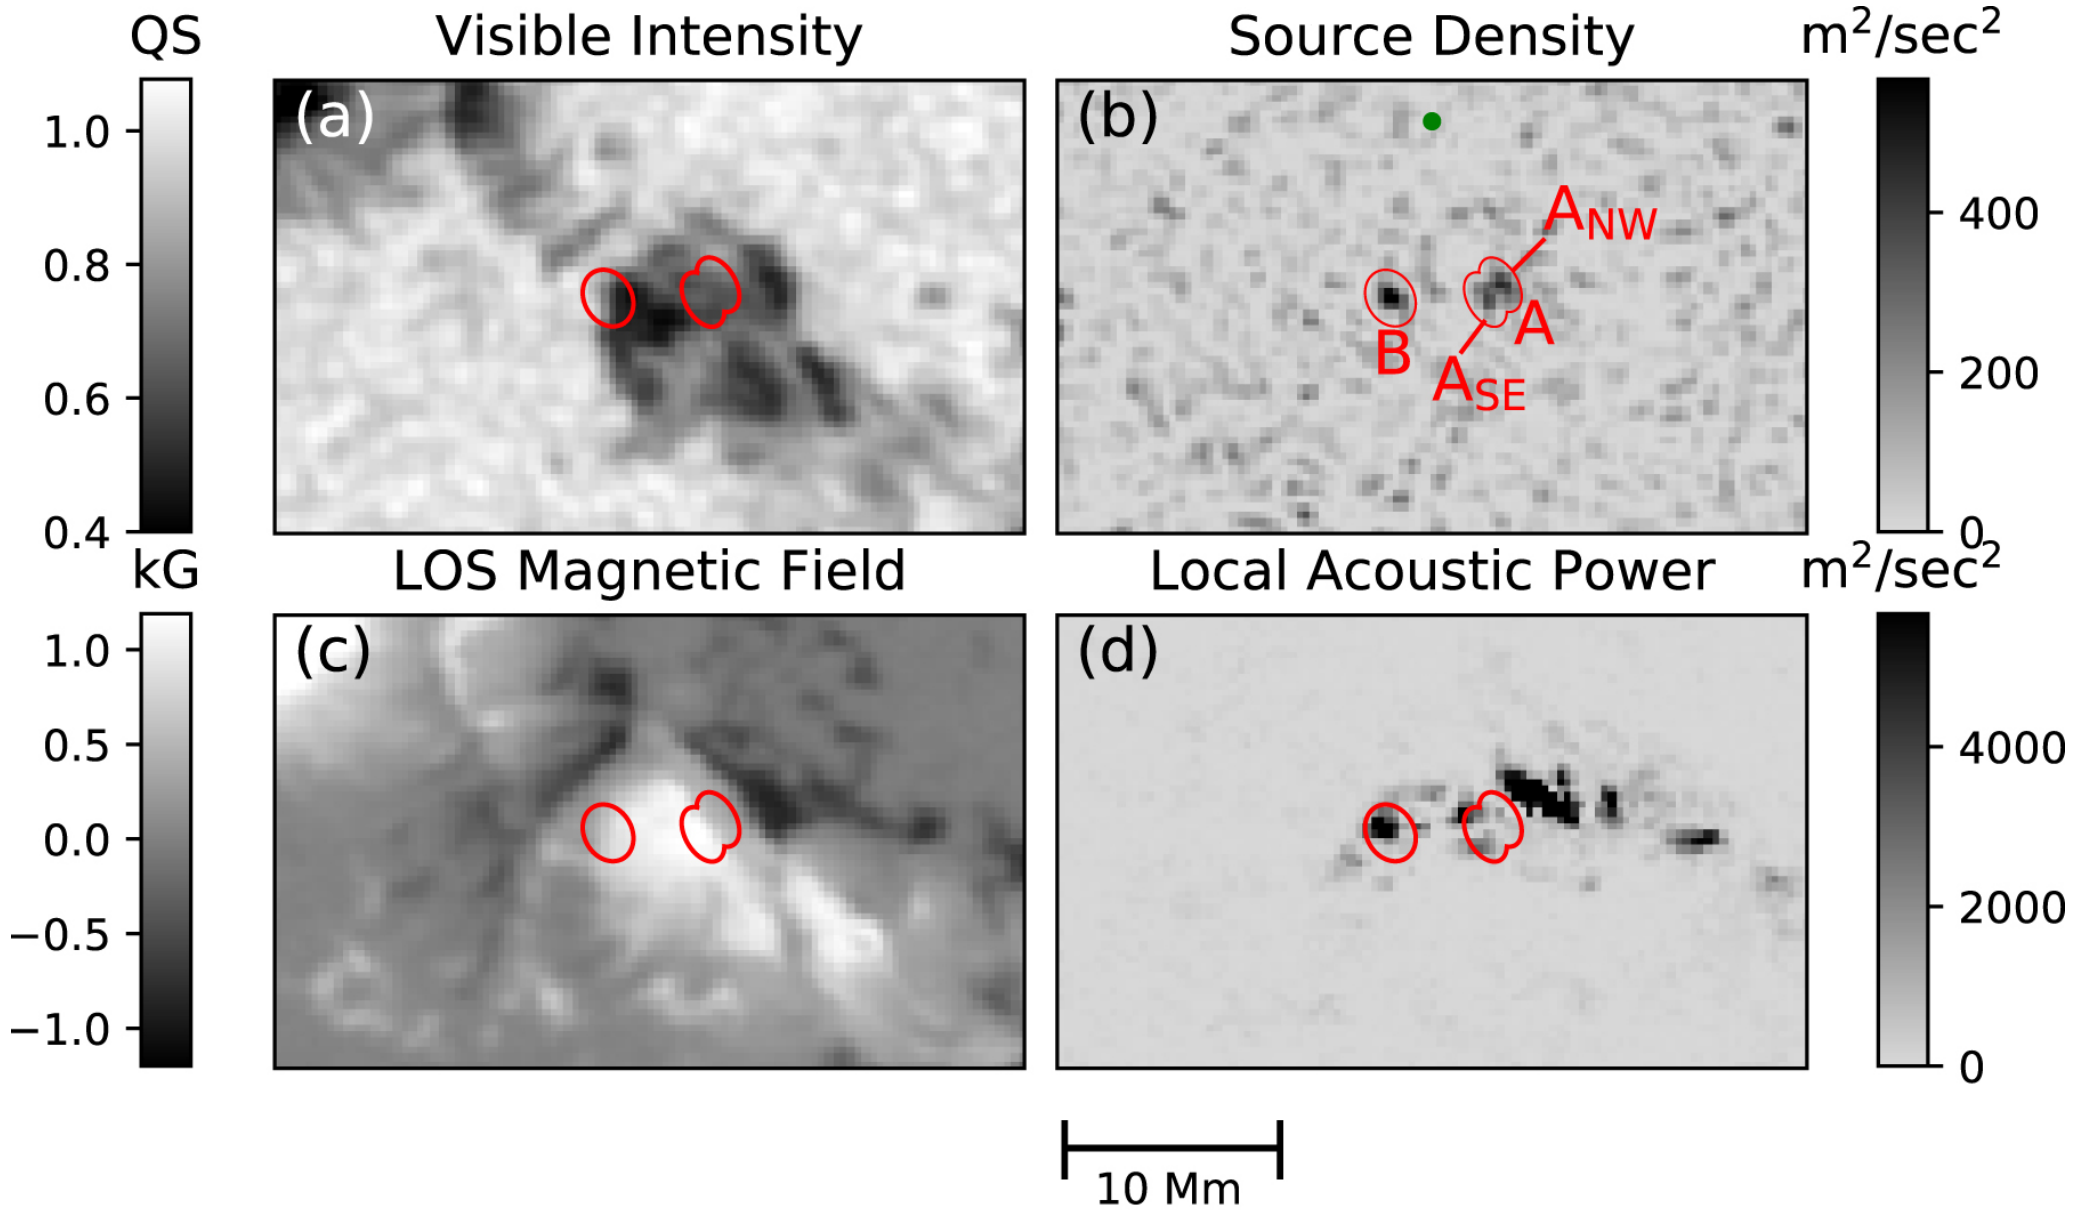 QS Visible Intensity Source Density m²/sec²
(a) (b)
1.0
0.8
0.6
0.4
A_NW
B A
A_SE
400
200
0
kG LOS Magnetic Field Local Acoustic Power m²/sec²
(c) (d)
1.0
0.5
0.0
−0.5
−1.0
4000
2000
0
10 Mm